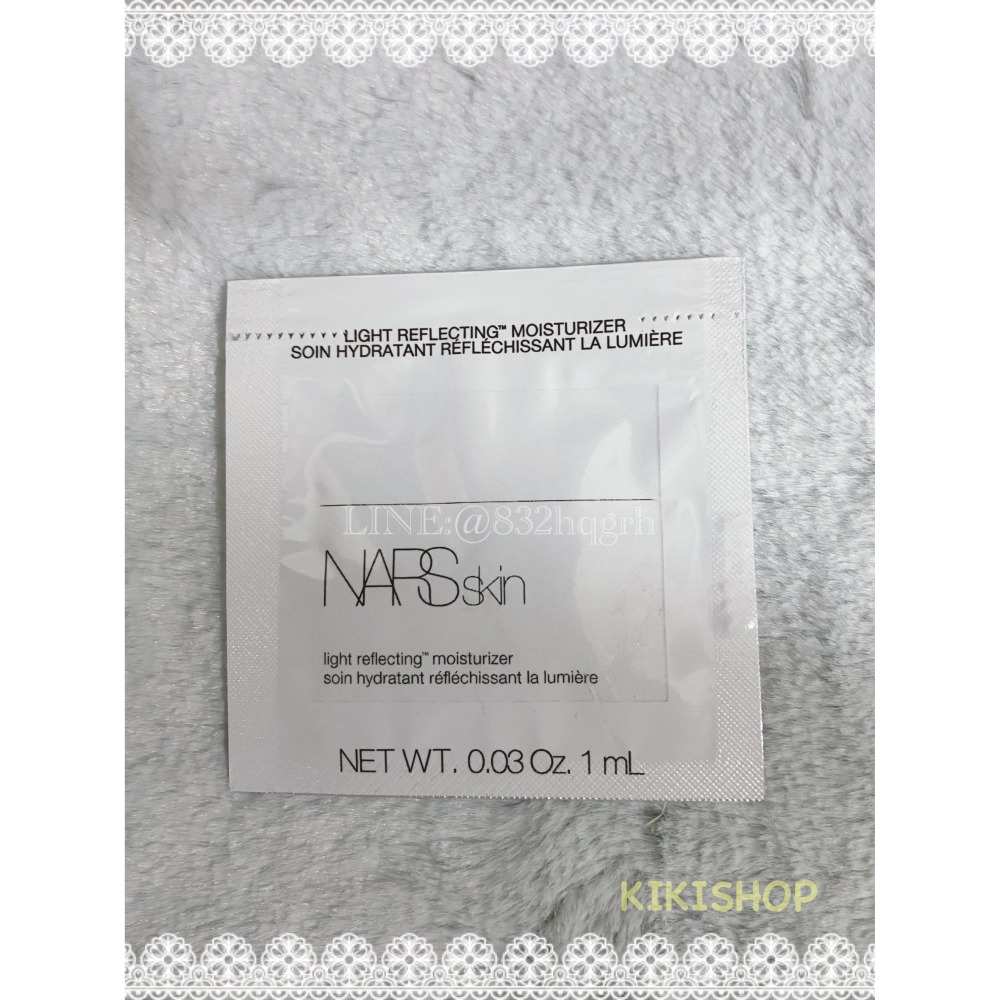 LIGHT REFLECTING™ MOISTURIZER
SOIN HYDRATANT RÉFLÉCHISSANT LA LUMIÈRE
LINE:@832hqgrh
NARSskin
light reflecting™ moisturizer
soin hydratant réfléchissant la lumière
NET WT. 0.03 Oz. 1 mL
KIKISHOP